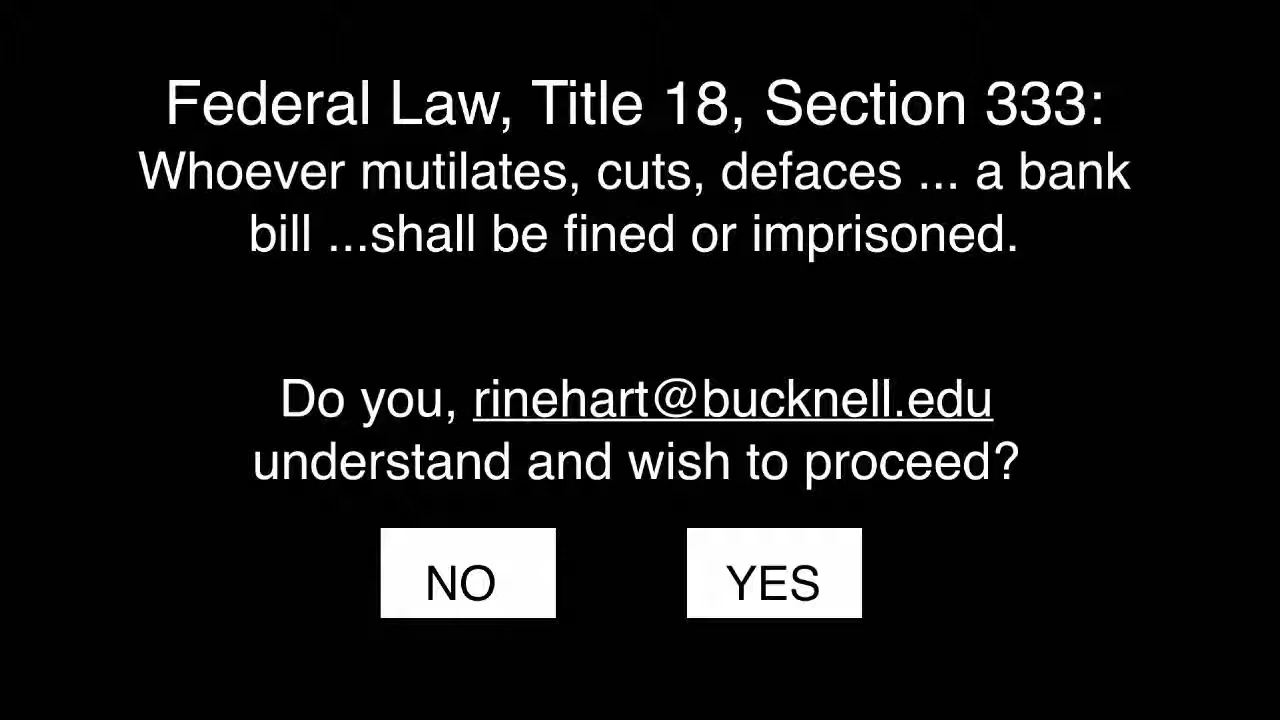 Federal Law, Title 18, Section 333:
Whoever mutilates, cuts, defaces ... a bank
bill ...shall be fined or imprisoned.
Do you, rinehart@bucknell.edu
understand and wish to proceed?
NO
YES